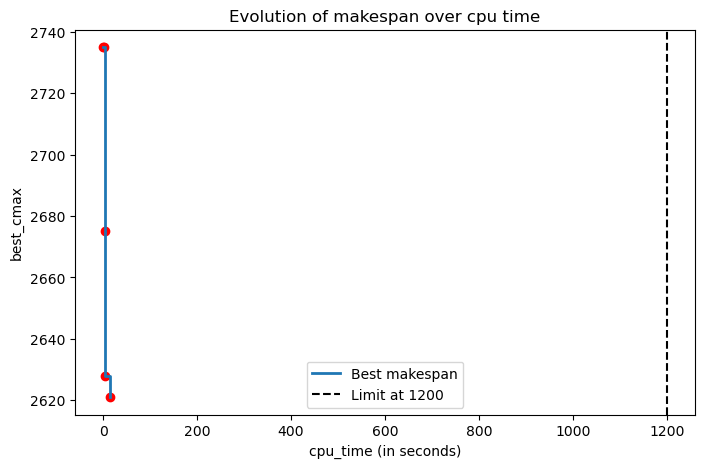 Evolution of makespan over cpu time
best_cmax
2740
2720
2700
2680
2660
2640
2620
Best makespan
Limit at 1200
0 200 400 600 800 1000 1200
cpu_time (in seconds)